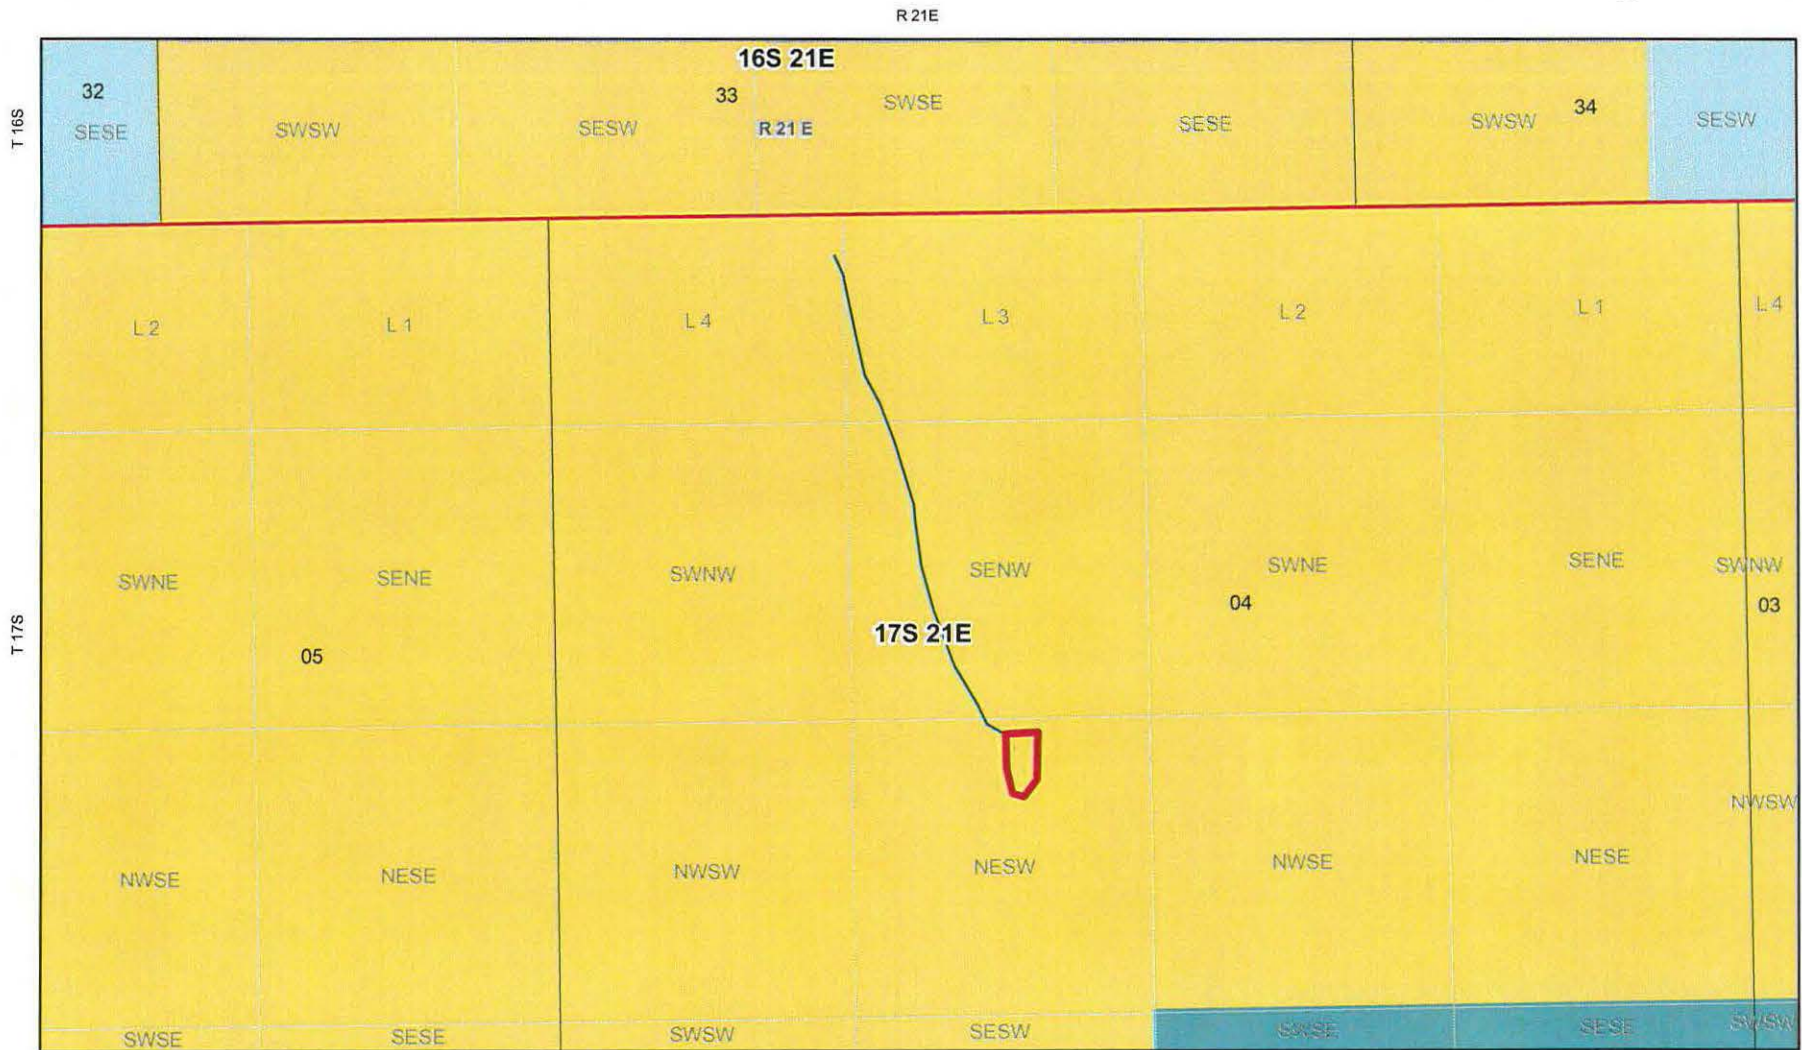 R 21E
16S 21E
32
33
SWSE
34
T 16S
SESE
SWSW
SESW
R 21 E
SESE
SWSW
SESW
L 2
L 1
L 4
L 3
L 2
L 1
L 4
SWNE
SENE
SWNW
SENW
SWNE
SENE
SWNW
04
03
T 17S
17S 21E
05
NWSW
NWSE
NESE
NWSW
NESW
NWSE
NESE
SWSE
SESE
SWSW
SESW
SWSE
SESE
SWSW